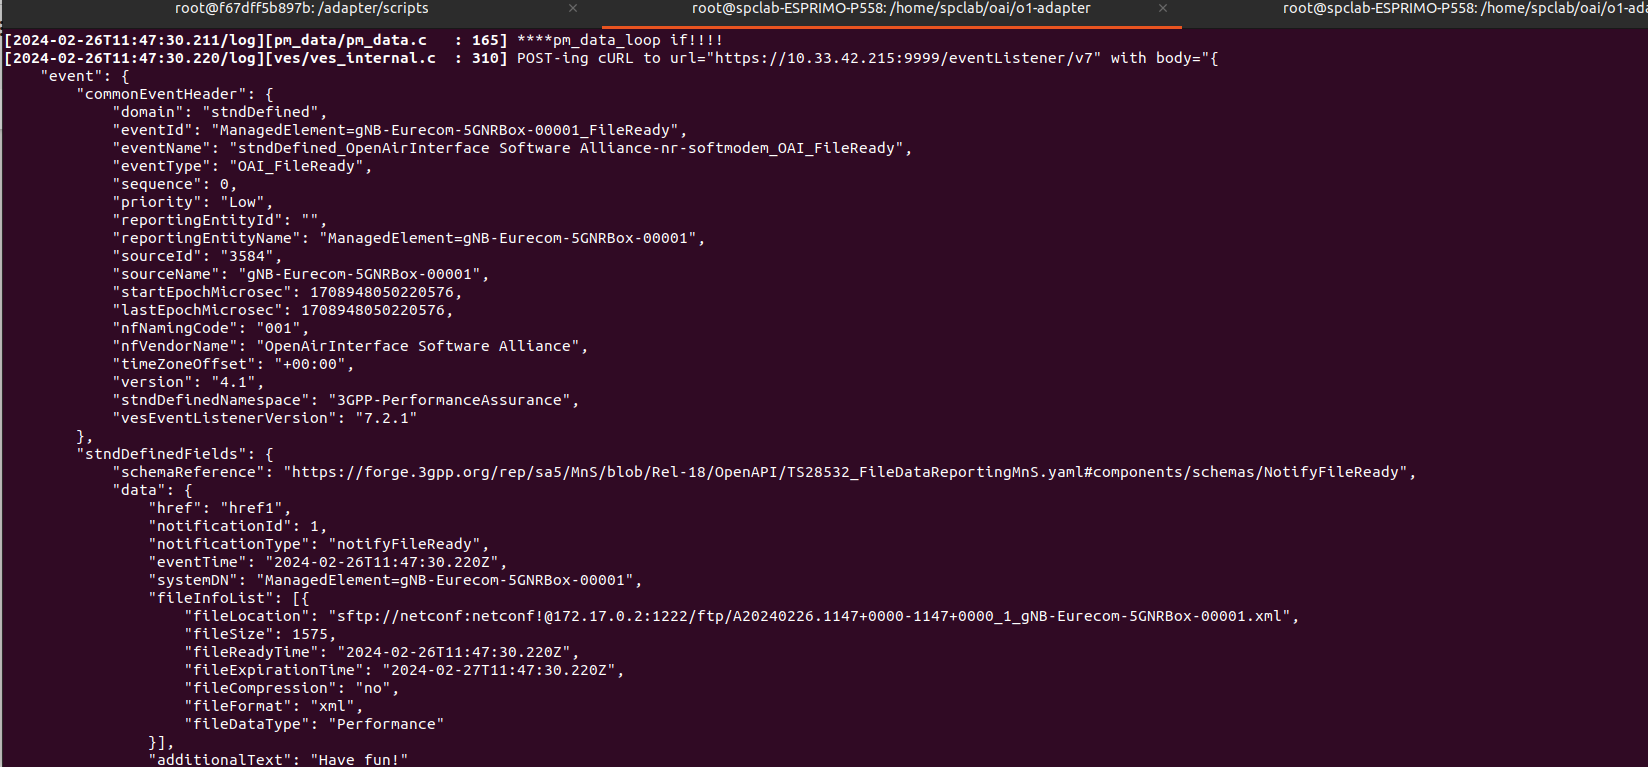 root@f67dff5b897b: /adapter/scripts × root@spclab-ESPRIMO-P558: /home/spclab/oai/o1-adapter × root@spclab-ESPRIMO-P558: /home/spclab/oai/o1-ada
[2024-02-26T11:47:30.211/log][pm_data/pm_data.c   : 165] ****pm_data_loop if!!!!
[2024-02-26T11:47:30.220/log][ves/ves_internal.c  : 310] POST-ing cURL to url="https://10.33.42.215:9999/eventListener/v7" with body="{
    "event": {
        "commonEventHeader": {
            "domain": "stndDefined",
            "eventId": "ManagedElement=gNB-Eurecom-5GNRBox-00001_FileReady",
            "eventName": "stndDefined_OpenAirInterface Software Alliance-nr-softmodem_OAI_FileReady",
            "eventType": "OAI_FileReady",
            "sequence": 0,
            "priority": "Low",
            "reportingEntityId": "",
            "reportingEntityName": "ManagedElement=gNB-Eurecom-5GNRBox-00001",
            "sourceId": "3584",
            "sourceName": "gNB-Eurecom-5GNRBox-00001",
            "startEpochMicrosec": 1708948050220576,
            "lastEpochMicrosec": 1708948050220576,
            "nfNamingCode": "001",
            "nfVendorName": "OpenAirInterface Software Alliance",
            "timeZoneOffset": "+00:00",
            "version": "4.1",
            "stndDefinedNamespace": "3GPP-PerformanceAssurance",
            "vesEventListenerVersion": "7.2.1"
        },
        "stndDefinedFields": {
            "schemaReference": "https://forge.3gpp.org/rep/sa5/MnS/blob/Rel-18/OpenAPI/TS28532_FileDataReportingMnS.yaml#components/schemas/NotifyFileReady",
            "data": {
                "href": "href1",
                "notificationId": 1,
                "notificationType": "notifyFileReady",
                "eventTime": "2024-02-26T11:47:30.220Z",
                "systemDN": "ManagedElement=gNB-Eurecom-5GNRBox-00001",
                "fileInfoList": [{
                    "fileLocation": "sftp://netconf:netconf!@172.17.0.2:1222/ftp/A20240226.1147+0000-1147+0000_1_gNB-Eurecom-5GNRBox-00001.xml",
                    "fileSize": 1575,
                    "fileReadyTime": "2024-02-26T11:47:30.220Z",
                    "fileExpirationTime": "2024-02-27T11:47:30.220Z",
                    "fileCompression": "no",
                    "fileFormat": "xml",
                    "fileDataType": "Performance"
                }],
                "additionalText": "Have fun!"